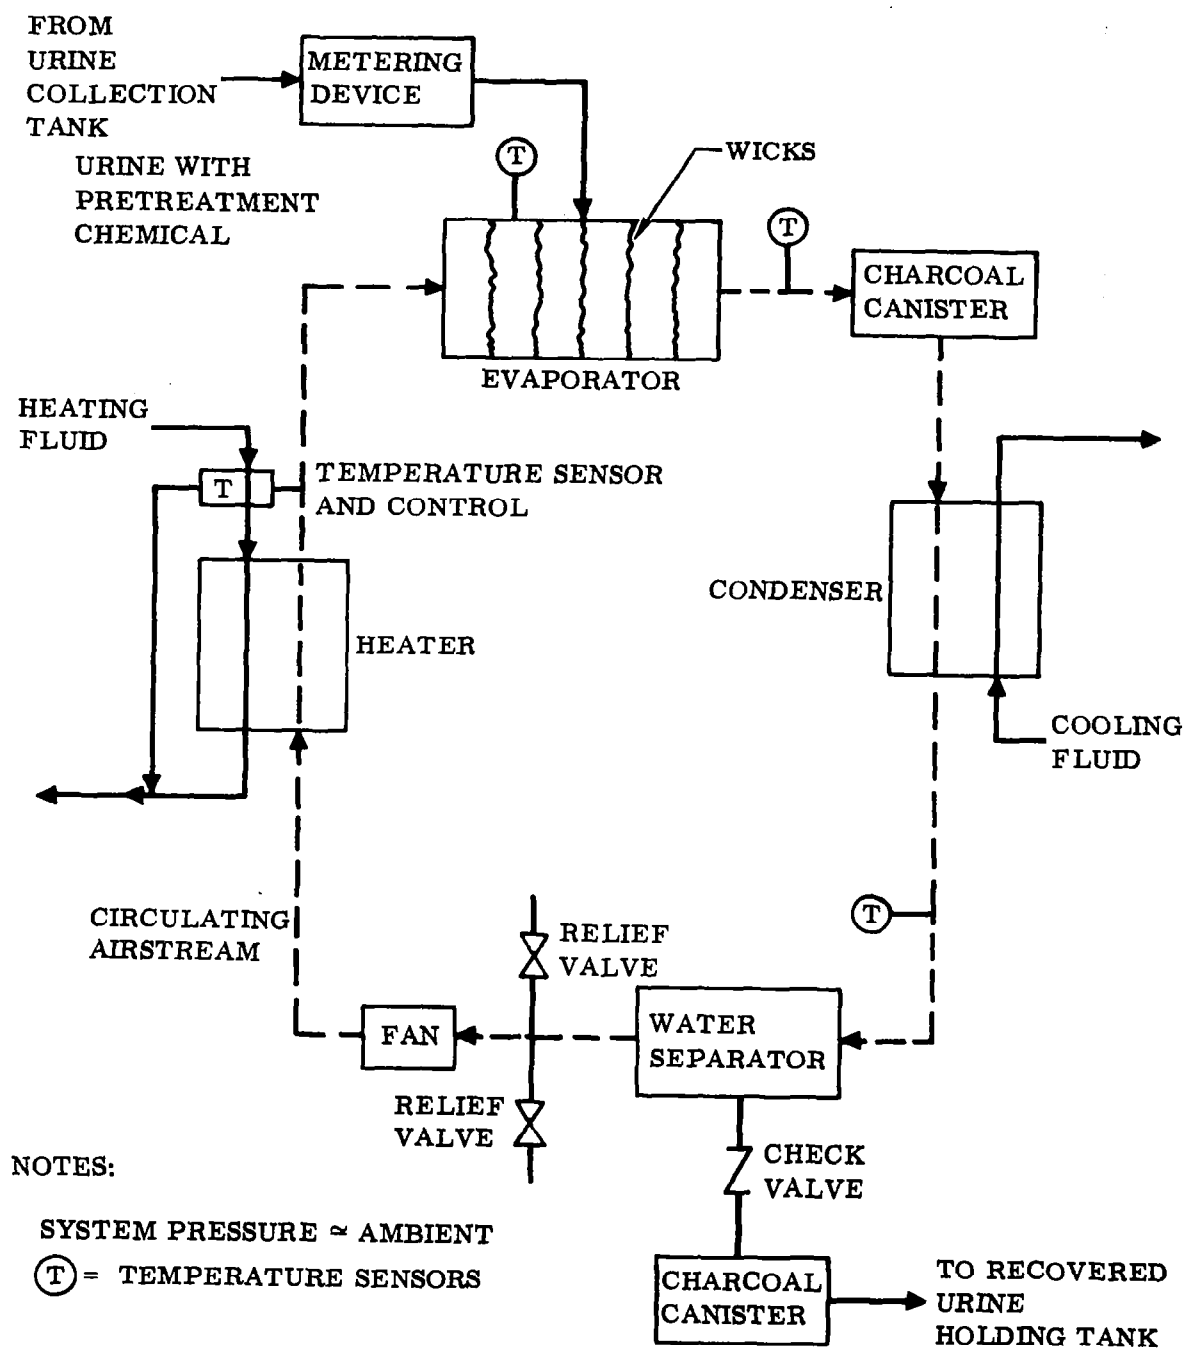 FROM
URINE
COLLECTION
TANK
METERING
DEVICE
URINE WITH
PRETREATMENT
CHEMICAL
T
WICKS
T
CHARCOAL
CANISTER
EVAPORATOR
HEATING
FLUID
T
TEMPERATURE SENSOR
AND CONTROL
HEATER
CONDENSER
COOLING
FLUID
CIRCULATING
AIRSTREAM
T
RELIEF
VALVE
FAN
WATER
SEPARATOR
RELIEF
VALVE
CHECK
VALVE
NOTES:
SYSTEM PRESSURE ≃ AMBIENT
T = TEMPERATURE SENSORS
CHARCOAL
CANISTER
TO RECOVERED
URINE
HOLDING TANK